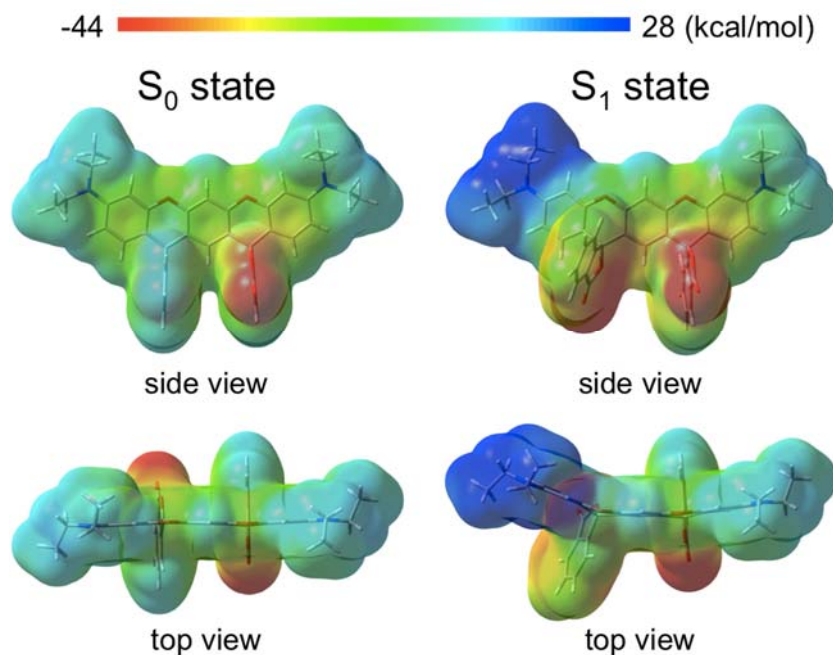 -44 28 (kcal/mol)
S₀ state S₁ state
side view side view
top view top view